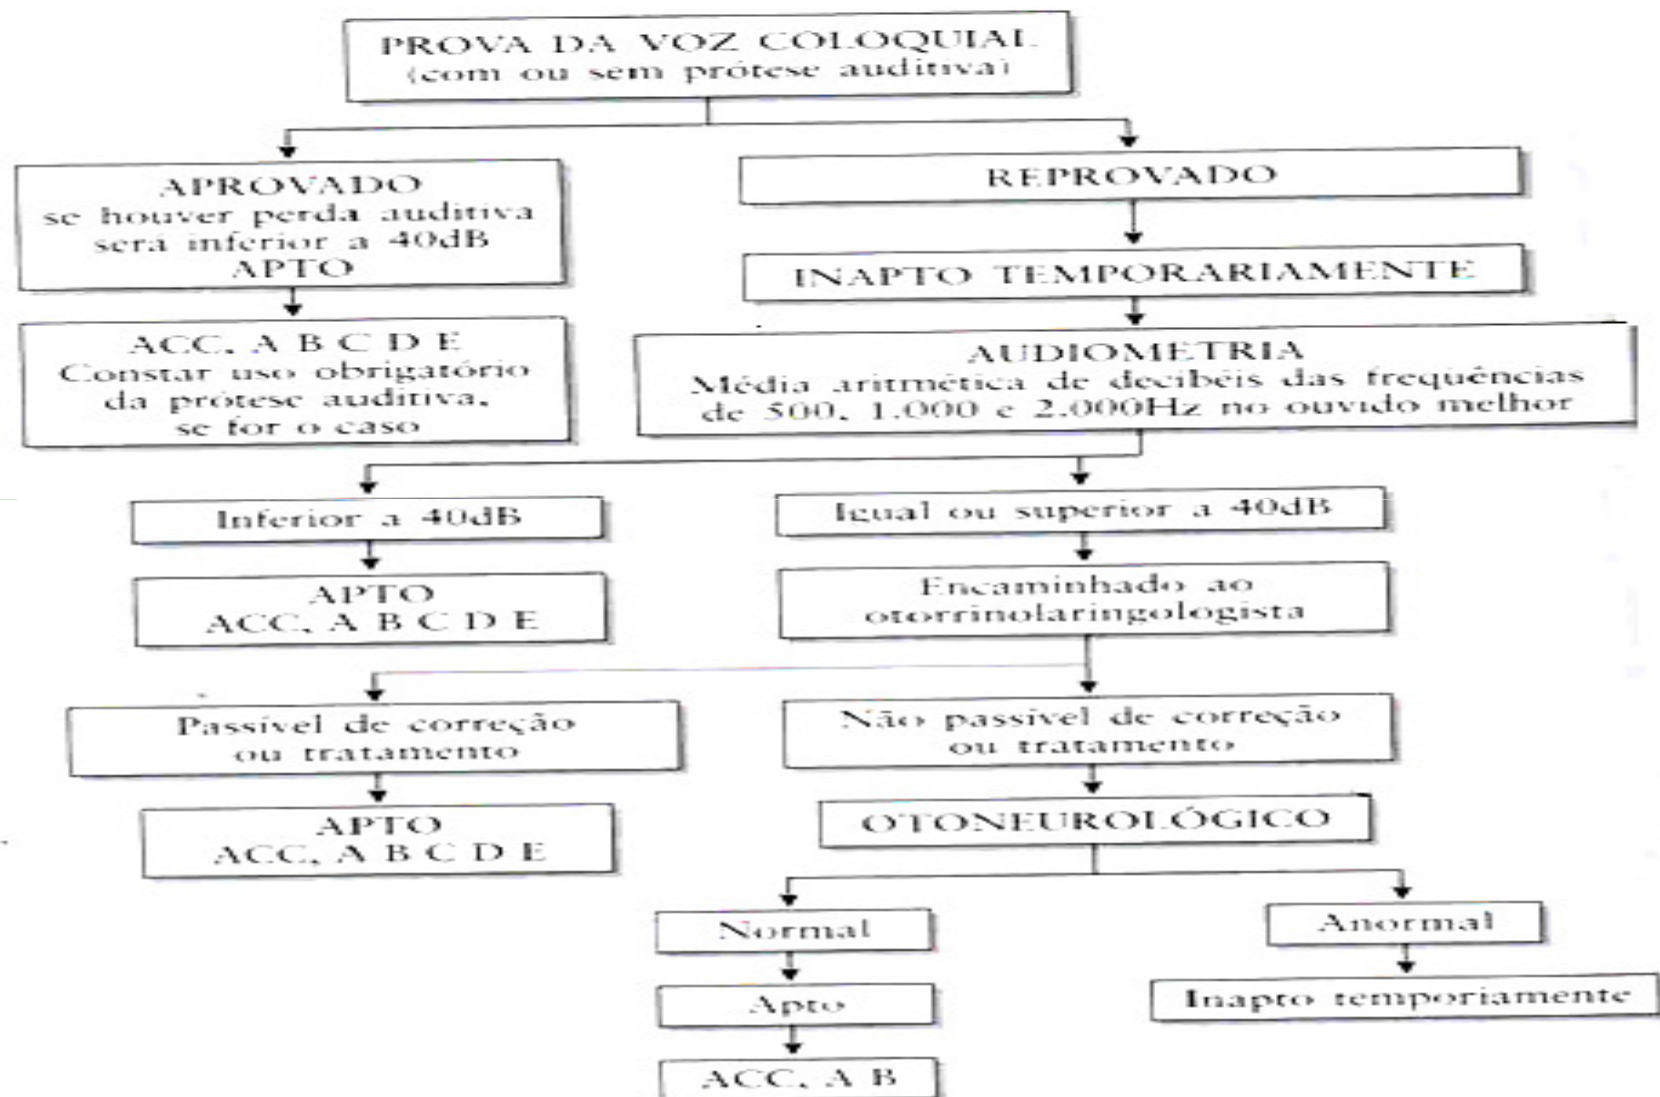 PROVA DA VOZ COLOQUIAL
(com ou sem prótese auditiva)
APROVADO
se houver perda auditiva
será inferior a 40dB
APTO
REPROVADO
INAPTO TEMPORARIAMENTE
ACC, A B C D E
Constar uso obrigatório
da prótese auditiva,
se for o caso
AUDIOMETRIA
Média aritmética de decibéis das frequências
de 500, 1.000 e 2.000Hz no ouvido melhor
Inferior a 40dB
Igual ou superior a 40dB
APTO
ACC, A B C D E
Encaminhado ao
otorrinolaringologista
Passível de correção
ou tratamento
Não passível de correção
ou tratamento
APTO
ACC, A B C D E
OTONEUROLÓGICO
Normal
Anormal
Apto
Inapto temporiamente
ACC, A B